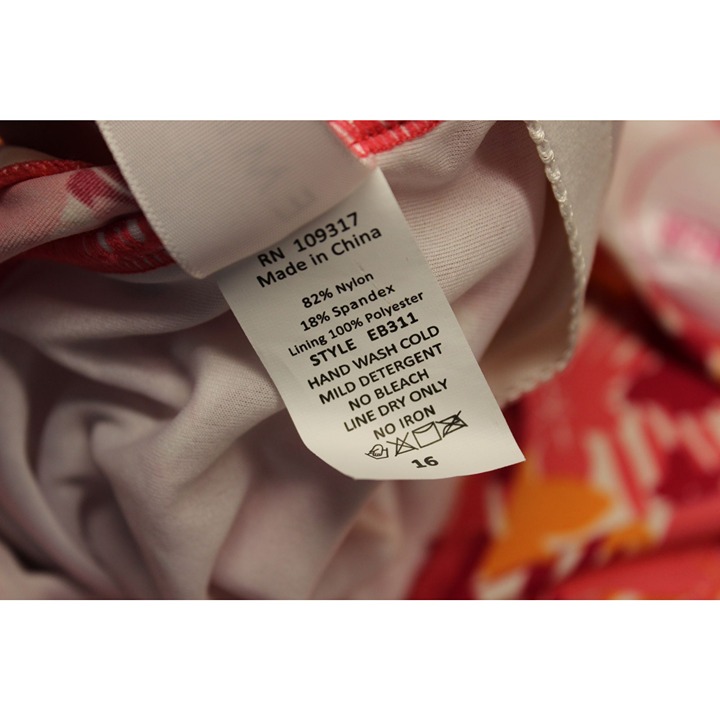 RN 109317
Made in China
82% Nylon
18% Spandex
Lining 100% Polyester
STYLE EB311
HAND WASH COLD
MILD DETERGENT
NO BLEACH
LINE DRY ONLY
NO IRON
16